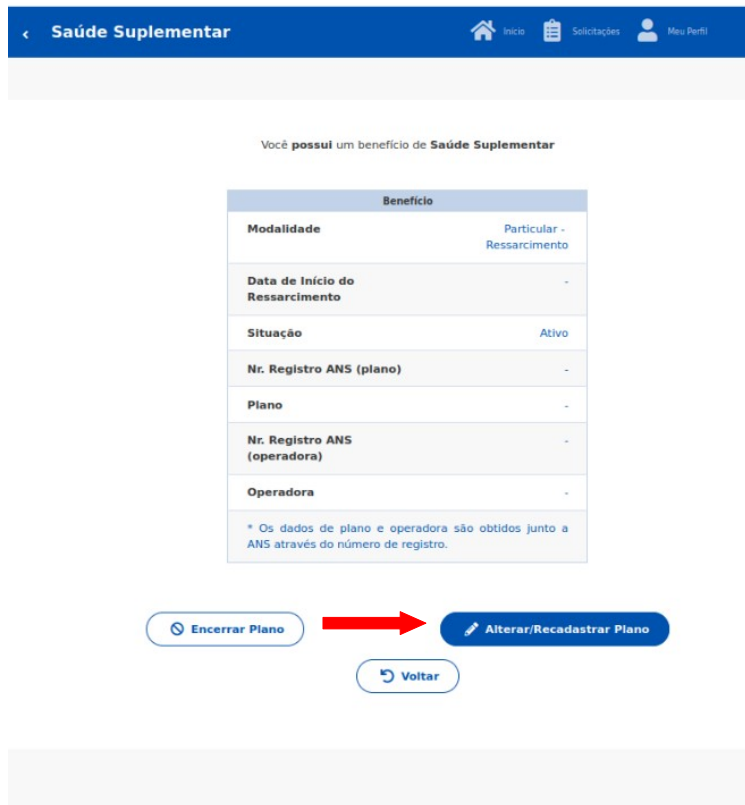 ‹ Saúde Suplementar Início Solicitações Meu Perfil
Você possui um benefício de Saúde Suplementar
Benefício
Modalidade Particular -
Ressarcimento
Data de Início do -
Ressarcimento
Situação Ativo
Nr. Registro ANS (plano) -
Plano -
Nr. Registro ANS -
(operadora)
Operadora -
* Os dados de plano e operadora são obtidos junto a
ANS através do número de registro.
Encerrar Plano Alterar/Recadastrar Plano
Voltar